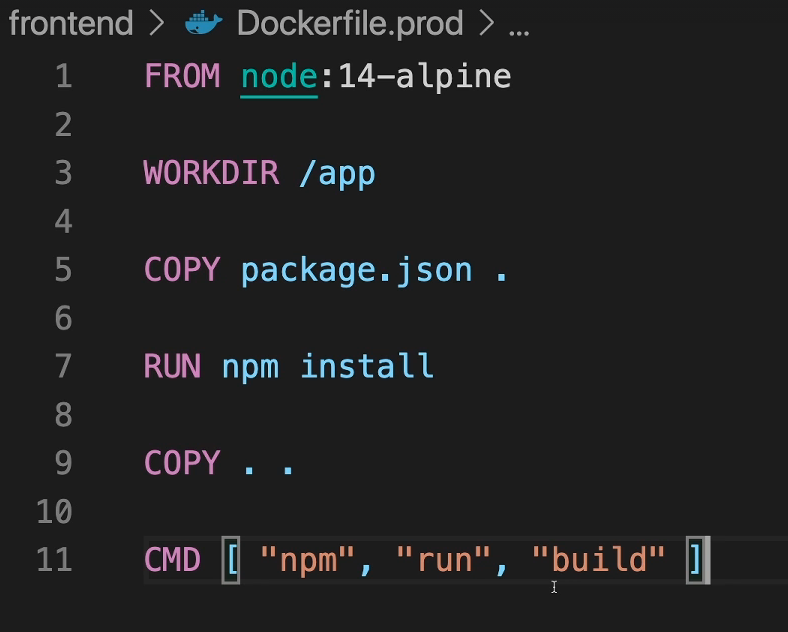 frontend > Dockerfile.prod > ...
1 FROM node:14-alpine
2
3 WORKDIR /app
4
5 COPY package.json .
6
7 RUN npm install
8
9 COPY . .
10
11 CMD [ "npm", "run", "build" ]